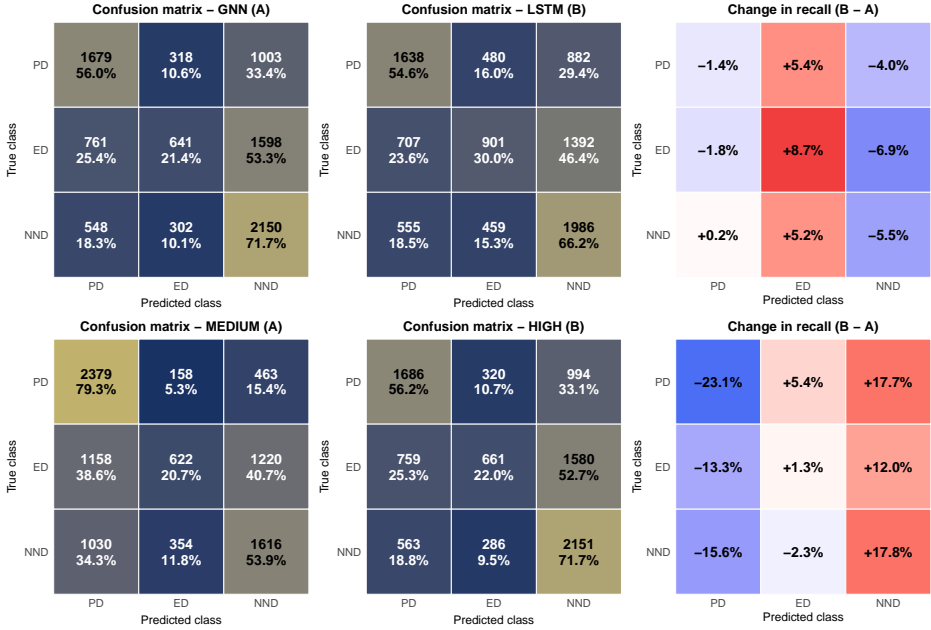 Confusion matrix – GNN (A)
Confusion matrix – LSTM (B)
Change in recall (B – A)
True class
PD
1679
56.0%
318
10.6%
1003
33.4%
ED
761
25.4%
641
21.4%
1598
53.3%
NND
548
18.3%
302
10.1%
2150
71.7%
PD
ED
NND
Predicted class
True class
PD
1638
54.6%
480
16.0%
882
29.4%
ED
707
23.6%
901
30.0%
1392
46.4%
NND
555
18.5%
459
15.3%
1986
66.2%
PD
ED
NND
Predicted class
True class
PD
−1.4%
+5.4%
−4.0%
ED
−1.8%
+8.7%
−6.9%
NND
+0.2%
+5.2%
−5.5%
PD
ED
NND
Predicted class
Confusion matrix – MEDIUM (A)
Confusion matrix – HIGH (B)
Change in recall (B – A)
True class
PD
2379
79.3%
158
5.3%
463
15.4%
ED
1158
38.6%
622
20.7%
1220
40.7%
NND
1030
34.3%
354
11.8%
1616
53.9%
PD
ED
NND
Predicted class
True class
PD
1686
56.2%
320
10.7%
994
33.1%
ED
759
25.3%
661
22.0%
1580
52.7%
NND
563
18.8%
286
9.5%
2151
71.7%
PD
ED
NND
Predicted class
True class
PD
−23.1%
+5.4%
+17.7%
ED
−13.3%
+1.3%
+12.0%
NND
−15.6%
−2.3%
+17.8%
PD
ED
NND
Predicted class